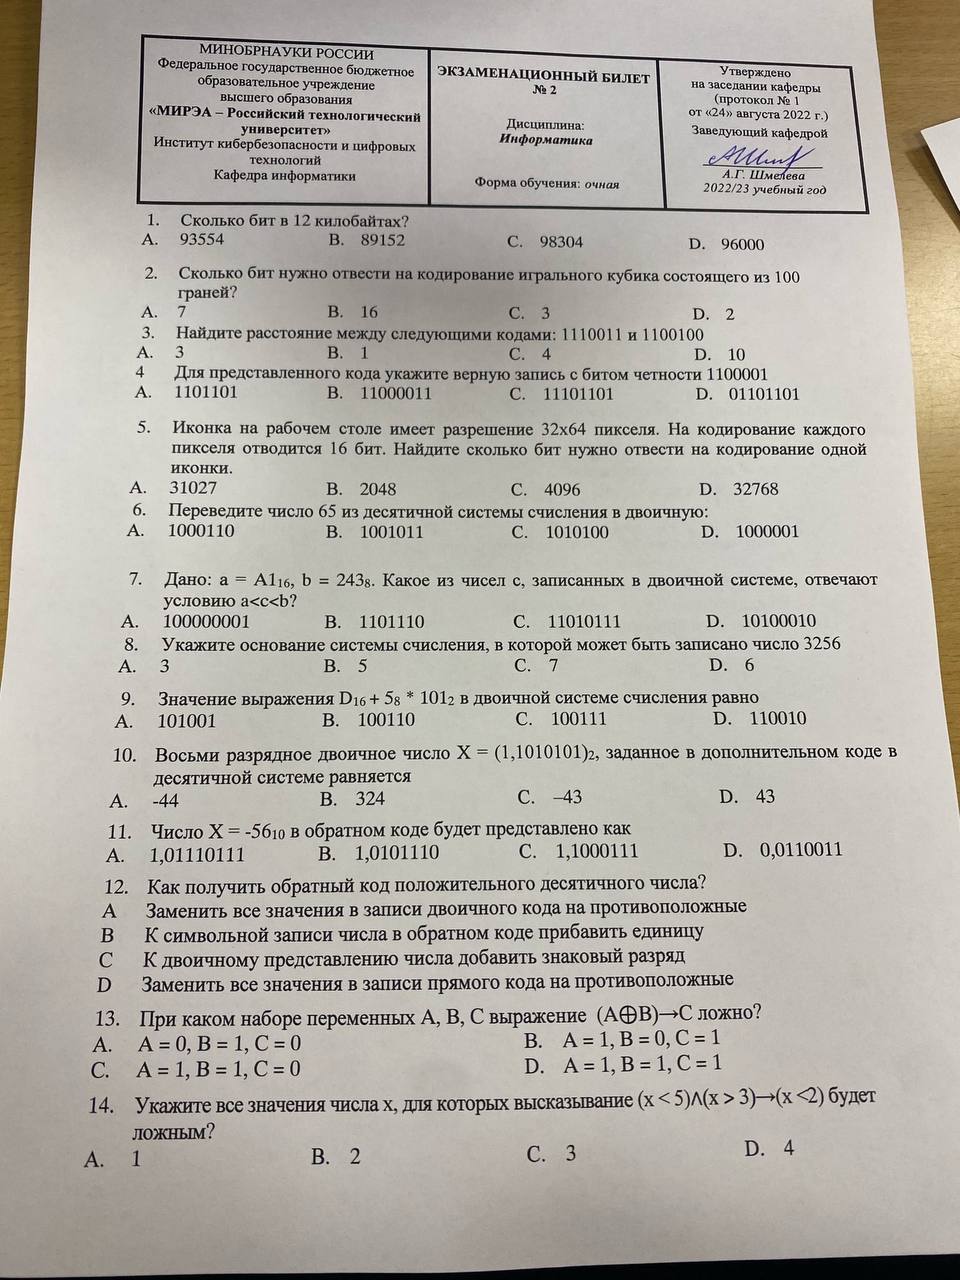 МИНОБРНАУКИ РОССИИ
Федеральное государственное бюджетное
образовательное учреждение
высшего образования
«МИРЭА – Российский технологический
университет»
Институт кибербезопасности и цифровых
технологий
Кафедра информатики
ЭКЗАМЕНАЦИОННЫЙ БИЛЕТ
№ 2
Дисциплина:
Информатика
Форма обучения: очная
Утверждено
на заседании кафедры
(протокол № 1
от «24» августа 2022 г.)
Заведующий кафедрой
А.Г. Шмелева
2022/23 учебный год
1. Сколько бит в 12 килобайтах?
A. 93554 B. 89152 C. 98304 D. 96000
2. Сколько бит нужно отвести на кодирование игрального кубика состоящего из 100
граней?
A. 7 B. 16 C. 3 D. 2
3. Найдите расстояние между следующими кодами: 1110011 и 1100100
A. 3 B. 1 C. 4 D. 10
4 Для представленного кода укажите верную запись с битом четности 1100001
A. 1101101 B. 11000011 C. 11101101 D. 01101101
5. Иконка на рабочем столе имеет разрешение 32x64 пикселя. На кодирование каждого
пикселя отводится 16 бит. Найдите сколько бит нужно отвести на кодирование одной
иконки.
A. 31027 B. 2048 C. 4096 D. 32768
6. Переведите число 65 из десятичной системы счисления в двоичную:
A. 1000110 B. 1001011 C. 1010100 D. 1000001
7. Дано: a = A1₁₆, b = 243₈. Какое из чисел c, записанных в двоичной системе, отвечают
условию a<c<b?
A. 100000001 B. 1101110 C. 11010111 D. 10100010
8. Укажите основание системы счисления, в которой может быть записано число 3256
A. 3 B. 5 C. 7 D. 6
9. Значение выражения D₁₆ + 5₈ * 101₂ в двоичной системе счисления равно
A. 101001 B. 100110 C. 100111 D. 110010
10. Восьми разрядное двоичное число X = (1,1010101)₂, заданное в дополнительном коде в
десятичной системе равняется
A. -44 B. 324 C. –43 D. 43
11. Число X = -56₁₀ в обратном коде будет представлено как
A. 1,01110111 B. 1,0101110 C. 1,1000111 D. 0,0110011
12. Как получить обратный код положительного десятичного числа?
A Заменить все значения в записи двоичного кода на противоположные
B К символьной записи числа в обратном коде прибавить единицу
C К двоичному представлению числа добавить знаковый разряд
D Заменить все значения в записи прямого кода на противоположные
13. При каком наборе переменных A, B, C выражение (A⊕B)→C ложно?
A. A = 0, B = 1, C = 0 B. A = 1, B = 0, C = 1
C. A = 1, B = 1, C = 0 D. A = 1, B = 1, C = 1
14. Укажите все значения числа x, для которых высказывание (x < 5)∧(x > 3)→(x <2) будет
ложным?
A. 1 B. 2 C. 3 D. 4